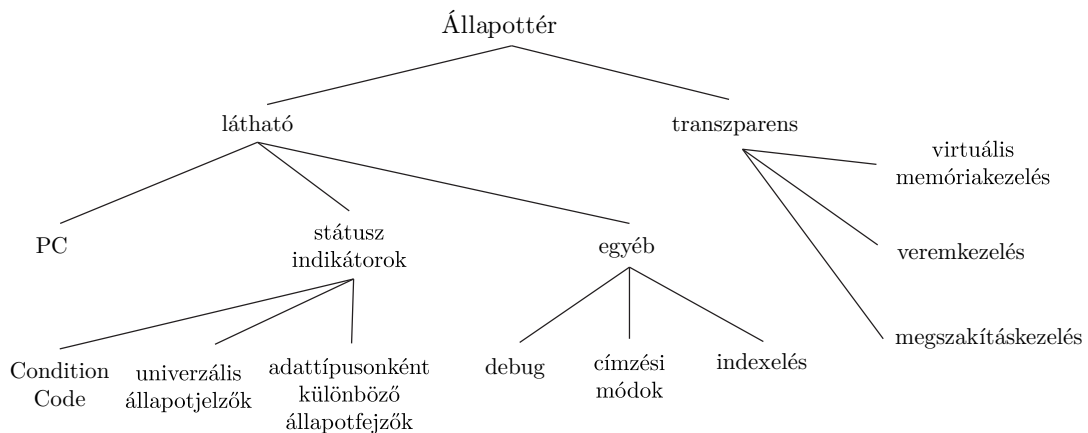 Állapottér
látható
transzparens
virtuális
memóriakezelés
PC
státusz
indikátorok
egyéb
veremkezelés
megszakításkezelés
Condition
Code
univerzális
állapotjelzők
adattípusonként
különböző
állapotfejzők
debug
címzési
módok
indexelés